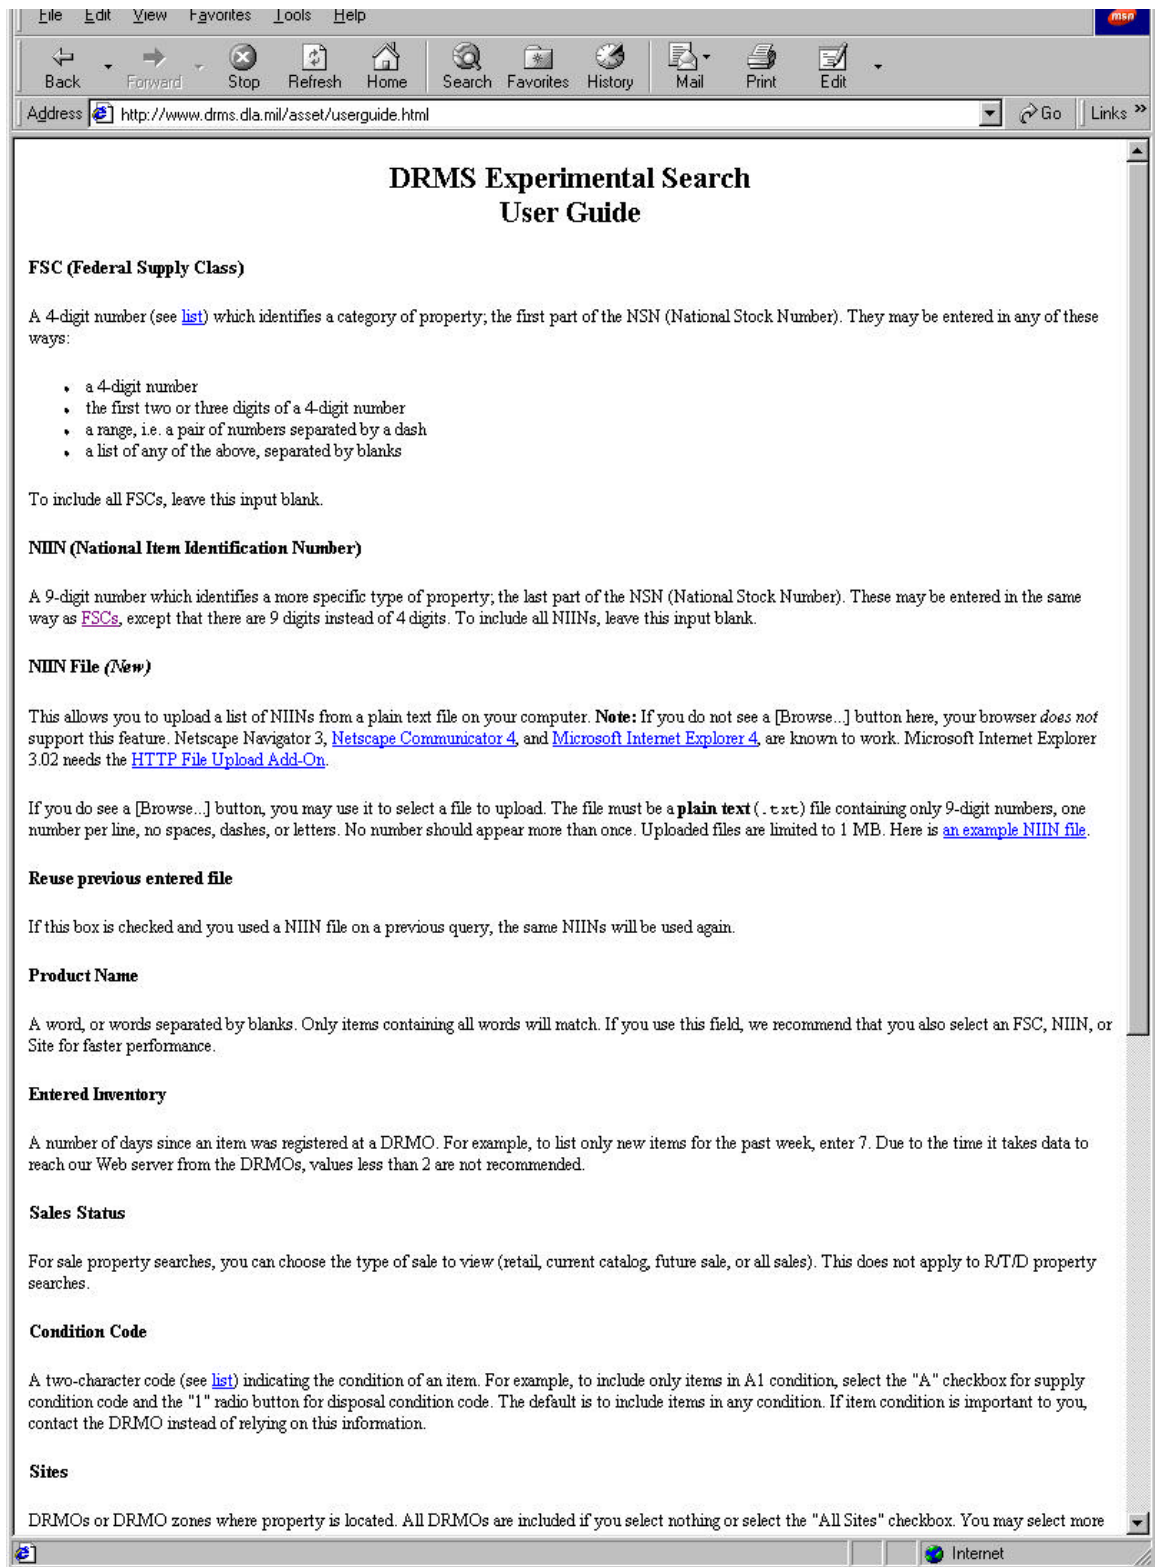 File Edit View Favorites Tools Help
msn
Back Forward Stop Refresh Home Search Favorites History Mail Print Edit
Address http://www.drms.dla.mil/asset/userguide.html Go Links »
DRMS Experimental Search
User Guide
FSC (Federal Supply Class)
A 4-digit number (see list) which identifies a category of property; the first part of the NSN (National Stock Number). They may be entered in any of these
ways:
• a 4-digit number
• the first two or three digits of a 4-digit number
• a range, i.e. a pair of numbers separated by a dash
• a list of any of the above, separated by blanks
To include all FSCs, leave this input blank.
NIIN (National Item Identification Number)
A 9-digit number which identifies a more specific type of property; the last part of the NSN (National Stock Number). These may be entered in the same
way as FSCs, except that there are 9 digits instead of 4 digits. To include all NIINs, leave this input blank.
NIIN File (New)
This allows you to upload a list of NIINs from a plain text file on your computer. Note: If you do not see a [Browse...] button here, your browser does not
support this feature. Netscape Navigator 3, Netscape Communicator 4, and Microsoft Internet Explorer 4, are known to work. Microsoft Internet Explorer
3.02 needs the HTTP File Upload Add-On.
If you do see a [Browse...] button, you may use it to select a file to upload. The file must be a plain text (.txt) file containing only 9-digit numbers, one
number per line, no spaces, dashes, or letters. No number should appear more than once. Uploaded files are limited to 1 MB. Here is an example NIIN file.
Reuse previous entered file
If this box is checked and you used a NIIN file on a previous query, the same NIINs will be used again.
Product Name
A word, or words separated by blanks. Only items containing all words will match. If you use this field, we recommend that you also select an FSC, NIIN, or
Site for faster performance.
Entered Inventory
A number of days since an item was registered at a DRMO. For example, to list only new items for the past week, enter 7. Due to the time it takes data to
reach our Web server from the DRMOs, values less than 2 are not recommended.
Sales Status
For sale property searches, you can choose the type of sale to view (retail, current catalog, future sale, or all sales). This does not apply to R/T/D property
searches.
Condition Code
A two-character code (see list) indicating the condition of an item. For example, to include only items in A1 condition, select the "A" checkbox for supply
condition code and the "1" radio button for disposal condition code. The default is to include items in any condition. If item condition is important to you,
contact the DRMO instead of relying on this information.
Sites
DRMOs or DRMO zones where property is located. All DRMOs are included if you select nothing or select the "All Sites" checkbox. You may select more
Internet